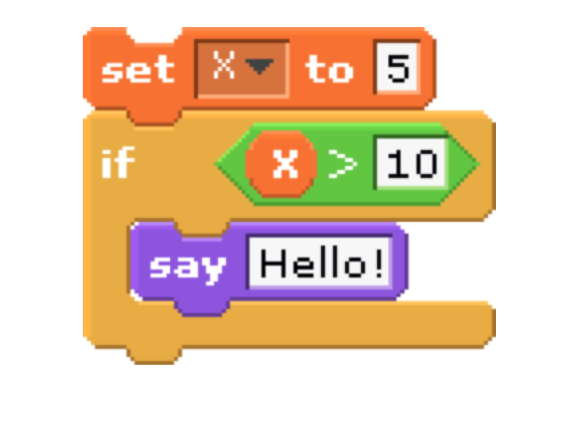 set X to 5
if x > 10
say Hello!